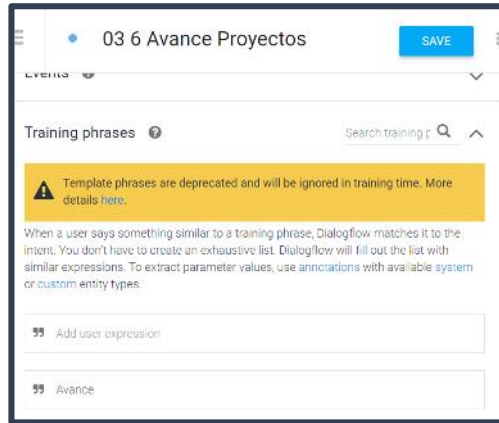 03 6 Avance Proyectos
SAVE
Events
Training phrases
Search training p
Template phrases are deprecated and will be ignored in training time. More
details here.
When a user says something similar to a training phrase, Dialogflow matches it to the
intent. You don't have to create an exhaustive list. Dialogflow will fill out the list with
similar expressions. To extract parameter values, use annotations with available system
or custom entity types.
Add user expression
Avance